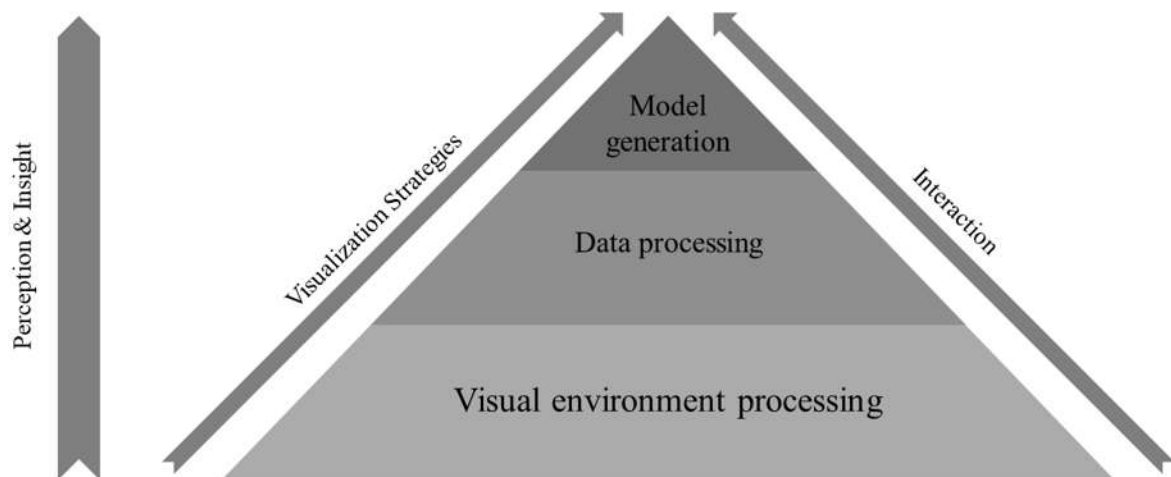 Perception & Insight
Visualization Strategies
Model
generation
Data processing
Visual environment processing
Interaction